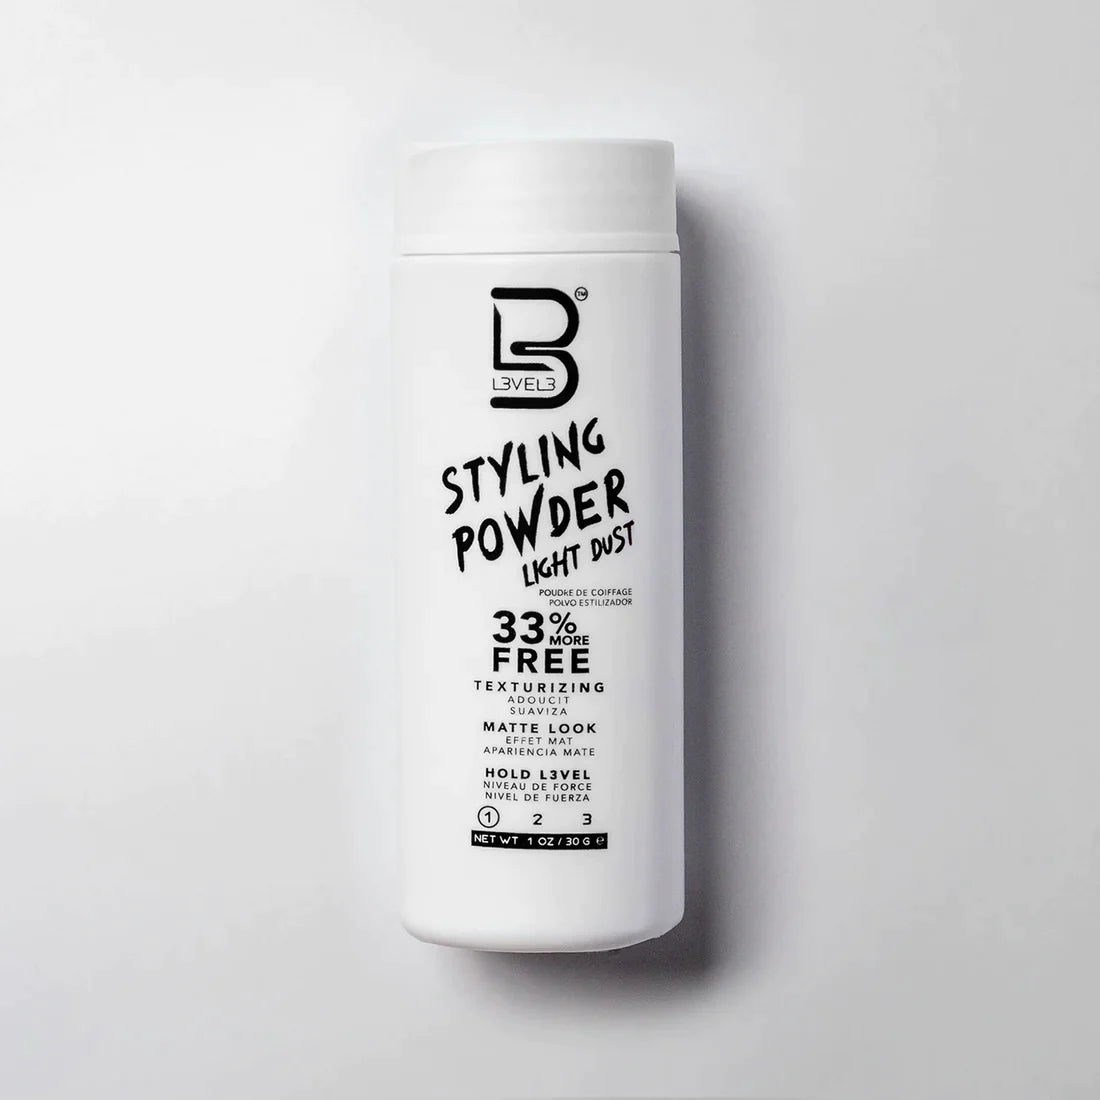 TM
L3VEL3
STYLING
POWDER
LIGHT DUST
POUDRE DE COIFFAGE
POLVO ESTILIZADOR
33% MORE
FREE
TEXTURIZING
ADOUCIT
SUAVIZA
MATTE LOOK
EFFET MAT
APARIENCIA MATE
HOLD L3VEL
NIVEAU DE FORCE
NIVEL DE FUERZA
1 2 3
NET WT 1 OZ / 30 G e